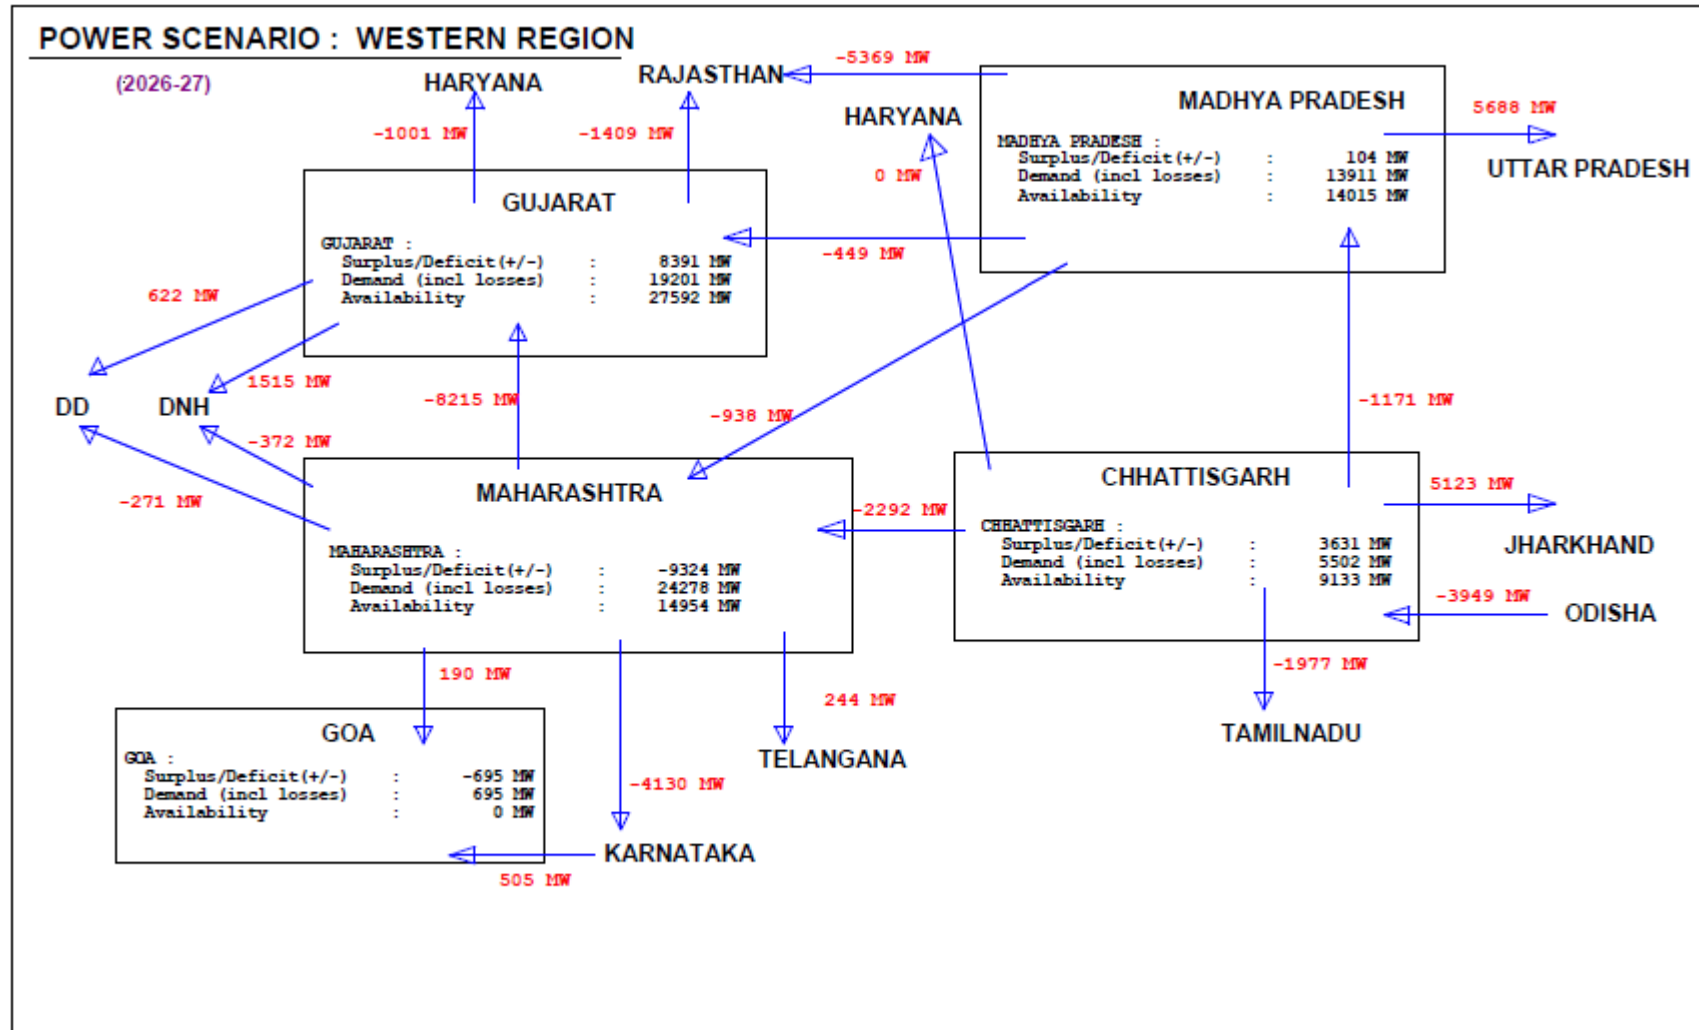 POWER SCENARIO : WESTERN REGION
(2026-27)
HARYANA
RAJASTHAN
-5369 MW
HARYANA
-1001 MW
-1409 MW
0 MW
MADHYA PRADESH
MADHYA PRADESH :
Surplus/Deficit(+/-) : 104 MW
Demand (incl losses) : 13911 MW
Availability : 14015 MW
5688 MW
UTTAR PRADESH
GUJARAT
GUJARAT :
Surplus/Deficit(+/-) : 8391 MW
Demand (incl losses) : 19201 MW
Availability : 27592 MW
-449 MW
622 MW
1515 MW
DD
DNH
-8215 MW
-938 MW
-1171 MW
-372 MW
-271 MW
MAHARASHTRA
MAHARASHTRA :
Surplus/Deficit(+/-) : -9324 MW
Demand (incl losses) : 24278 MW
Availability : 14954 MW
-2292 MW
CHHATTISGARH
CHHATTISGARH :
Surplus/Deficit(+/-) : 3631 MW
Demand (incl losses) : 5502 MW
Availability : 9133 MW
5123 MW
JHARKHAND
-3949 MW
ODISHA
-1977 MW
TAMILNADU
190 MW
244 MW
TELANGANA
GOA
GOA :
Surplus/Deficit(+/-) : -695 MW
Demand (incl losses) : 695 MW
Availability : 0 MW
-4130 MW
KARNATAKA
505 MW